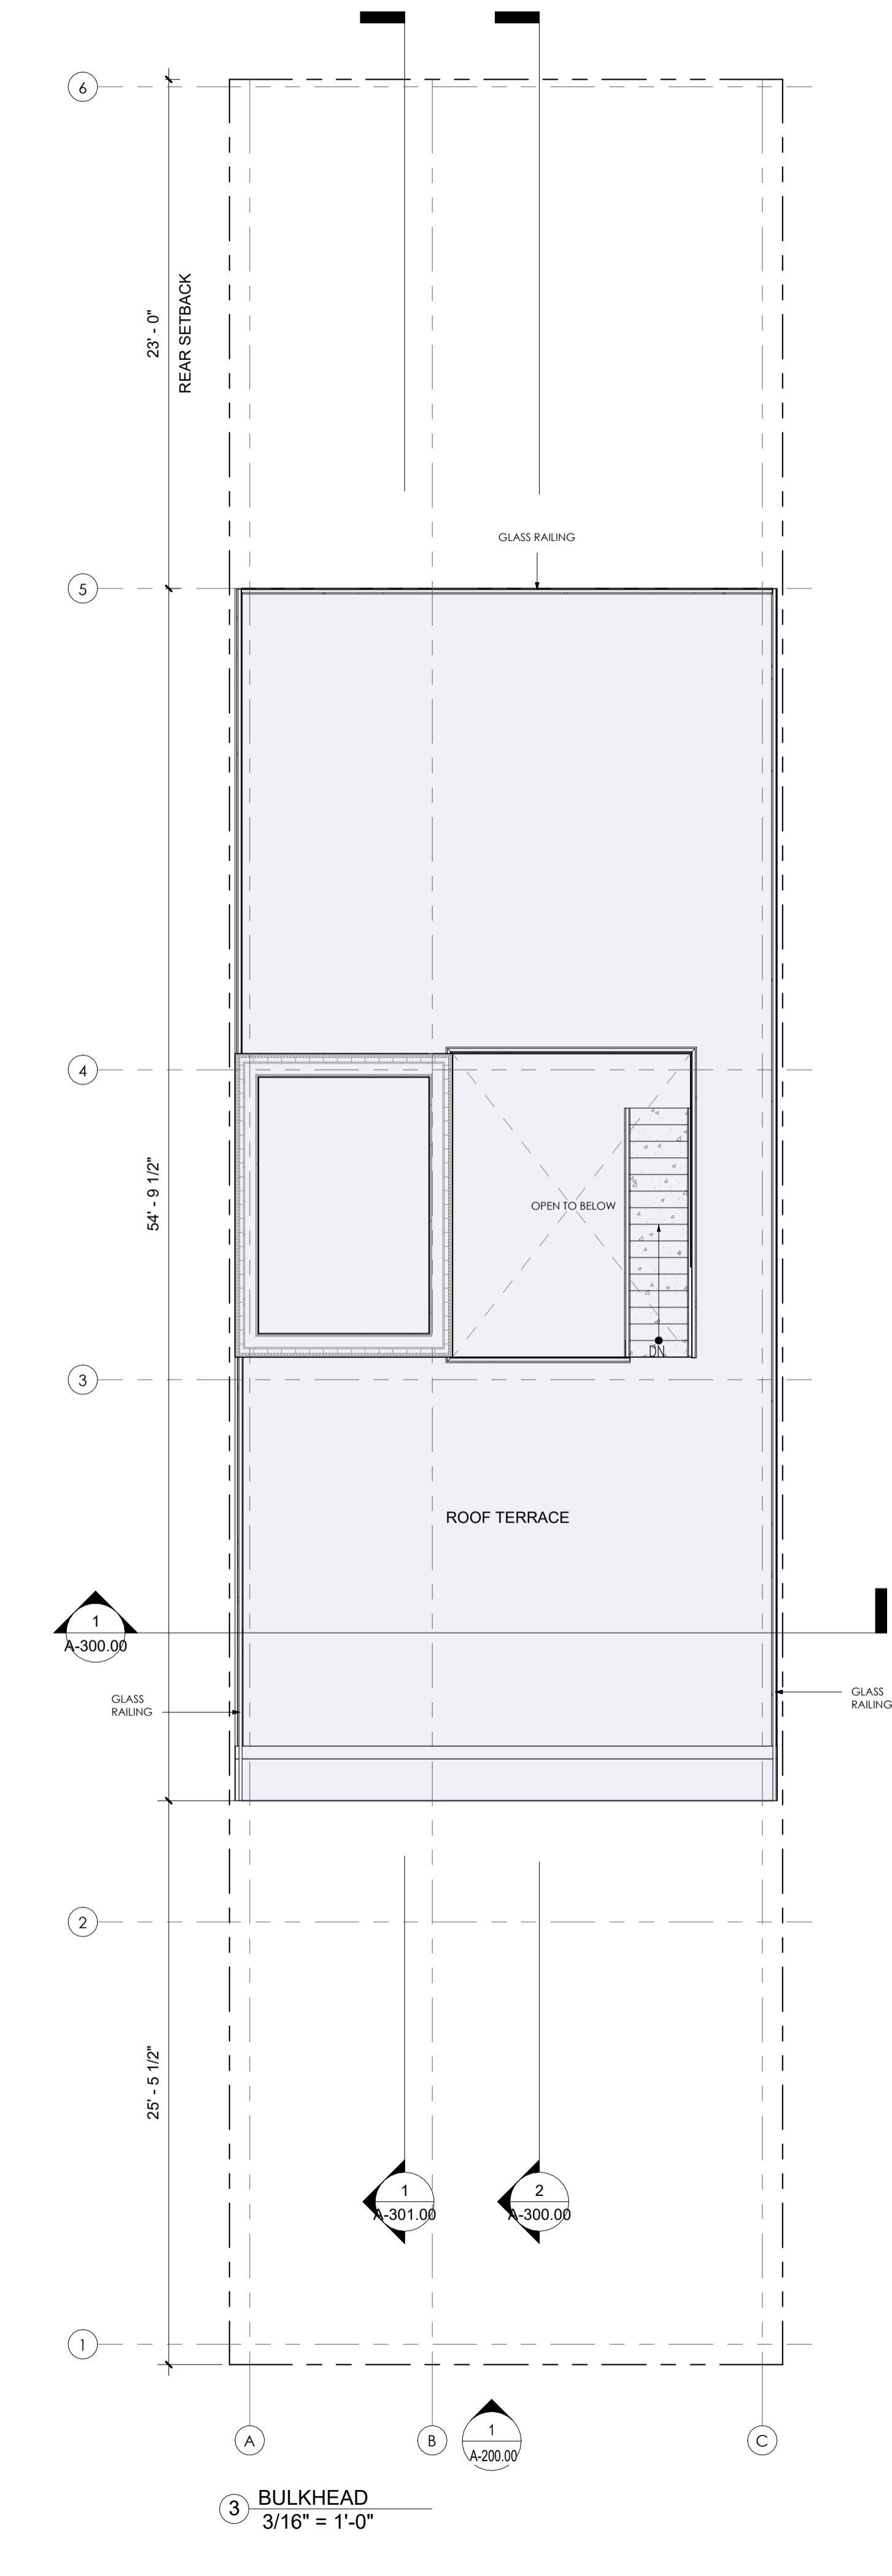 6
23' - 0"
REAR SETBACK
GLASS RAILING
5
4
54' - 9 1/2"
OPEN TO BELOW
DN
3
ROOF TERRACE
1
A-300.00
GLASS
RAILING
GLASS
RAILING
2
25' - 5 1/2"
1
A-301.00
2
A-300.00
1
A
B
C
1
A-200.00
3
BULKHEAD
3/16" = 1'-0"